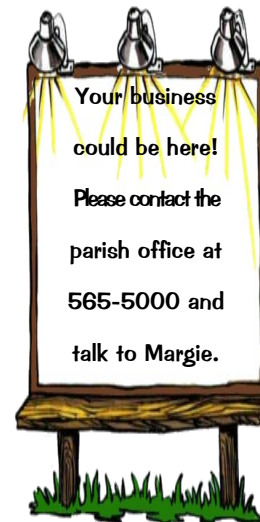 Your business
could be here!
Please contact the
parish office at
565-5000 and
talk to Margie.